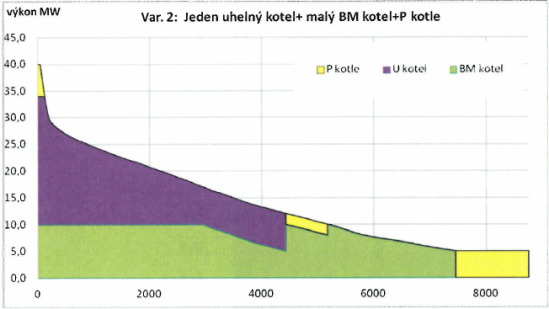 výkon MW
Var. 2: Jeden uhelný kotel+ malý BM kotel+P kotle
45,0
40,0
35,0
30,0
25,0
20,0
15,0
10,0
5,0
0,0
P kotle U kotel BM kotel
0 2000 4000 6000 8000